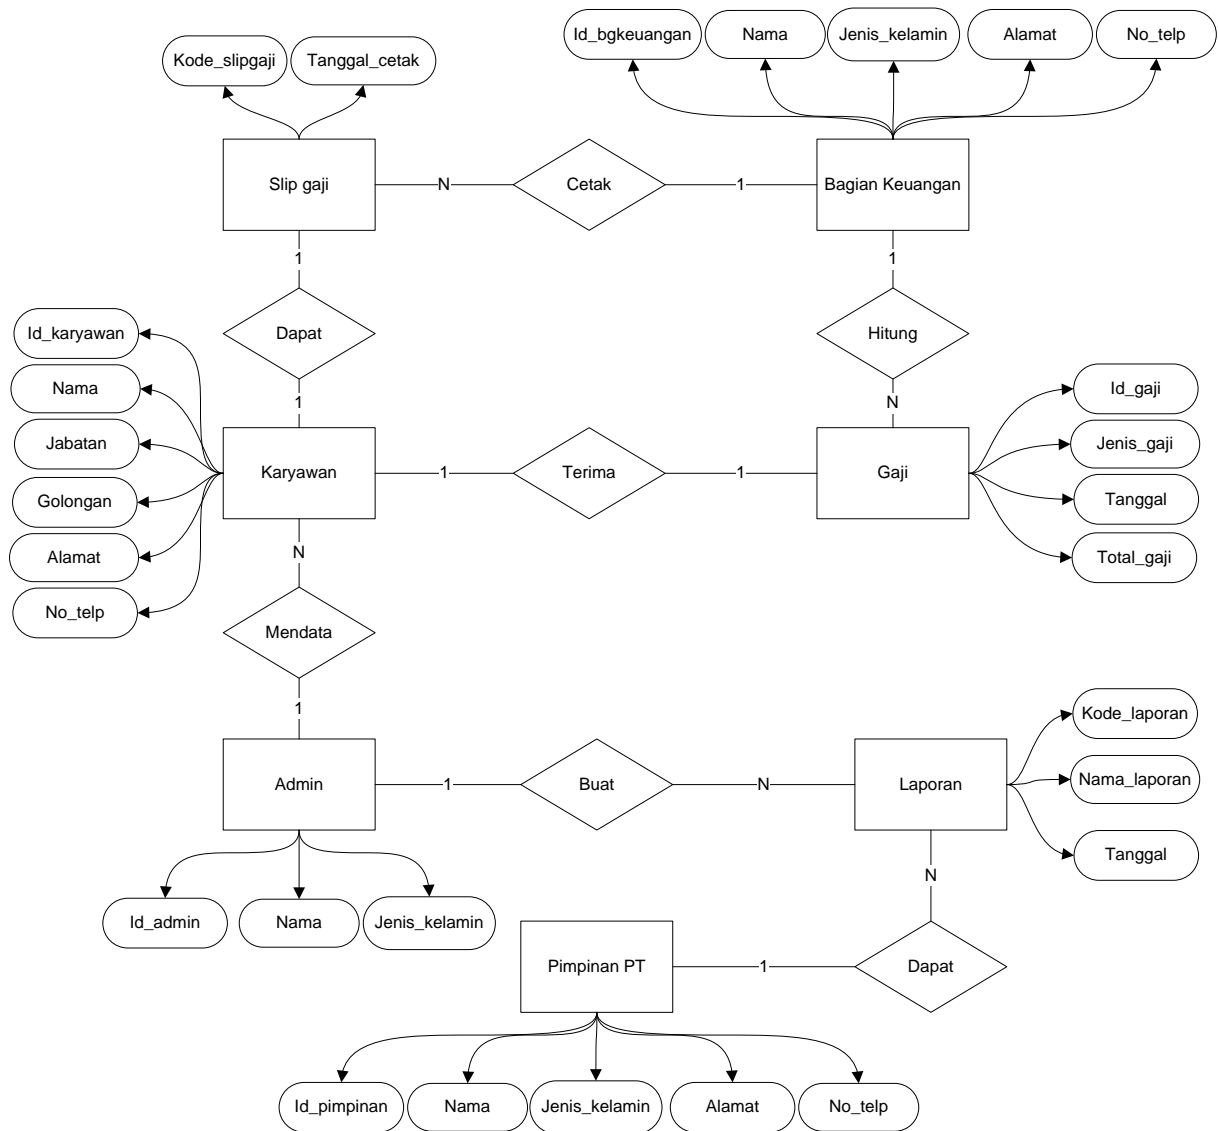 Id_bgkeuangan
Nama
Jenis_kelamin
Alamat
No_telp
Kode_slipgaji
Tanggal_cetak
Slip gaji
N
Cetak
1
Bagian Keuangan
1
1
Dapat
Hitung
Id_karyawan
Nama
Jabatan
Golongan
Alamat
No_telp
1
N
Karyawan
1
Terima
1
Gaji
Id_gaji
Jenis_gaji
Tanggal
Total_gaji
N
Mendata
1
Admin
1
Buat
N
Laporan
Kode_laporan
Nama_laporan
Tanggal
Id_admin
Nama
Jenis_kelamin
N
Pimpinan PT
1
Dapat
Id_pimpinan
Nama
Jenis_kelamin
Alamat
No_telp